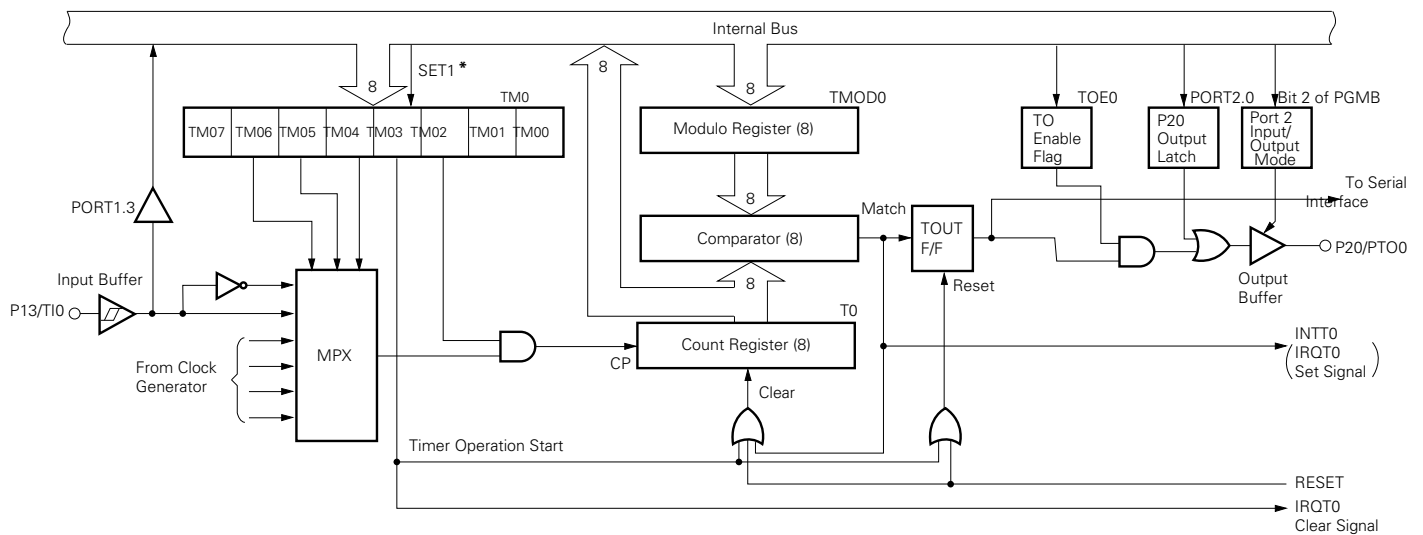 Internal Bus
8
SET1 *
8
8
TM0
TMOD0
TOE0
PORT2.0
Bit 2 of PGMB
TM07
TM06
TM05
TM04
TM03
TM02
TM01
TM00
Modulo Register (8)
TO
Enable
Flag
P20
Output
Latch
Port 2
Input/
Output
Mode
PORT1.3
8
Match
To Serial
Interface
Comparator (8)
TOUT
F/F
P20/PTO0
Input Buffer
8
Reset
Output
Buffer
P13/TI0
T0
MPX
Count Register (8)
CP
INTT0
(IRQT0
Set Signal)
From Clock
Generator
Clear
Timer Operation Start
RESET
IRQT0
Clear Signal